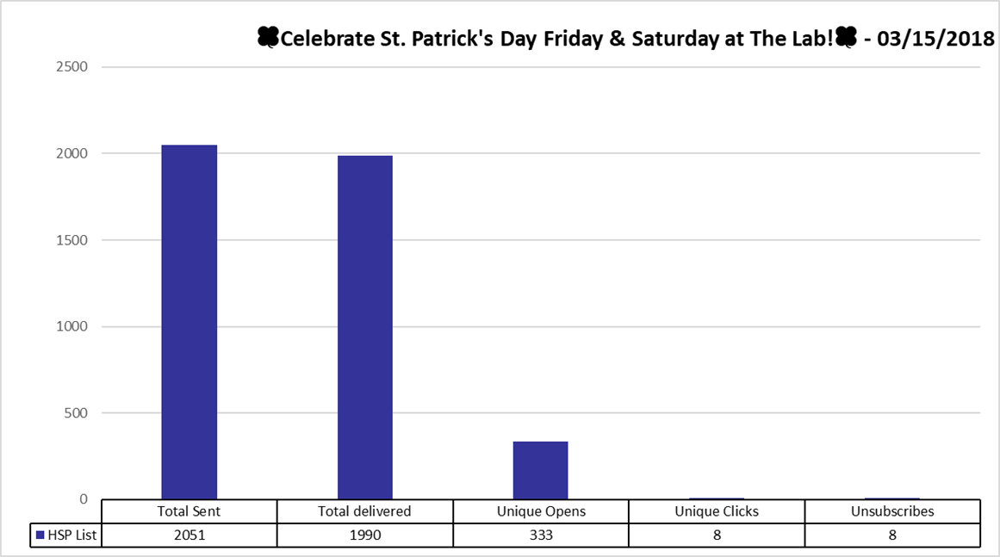 🍀Celebrate St. Patrick's Day Friday & Saturday at The Lab!🍀 - 03/15/2018
2500
2000
1500
1000
500
0
Total Sent Total delivered Unique Opens Unique Clicks Unsubscribes
HSP List 2051 1990 333 8 8